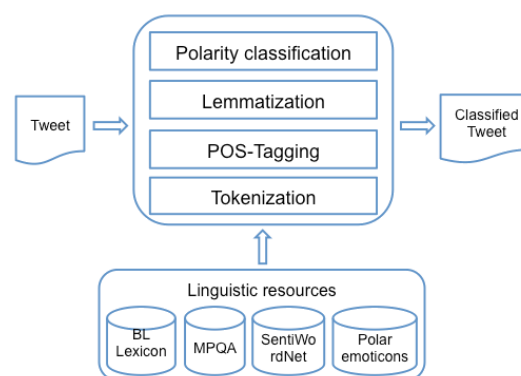 Polarity classification
Lemmatization
POS-Tagging
Tokenization
Tweet
Classified
Tweet
Linguistic resources
BL
Lexicon
MPQA
SentiWo
rdNet
Polar
emoticons